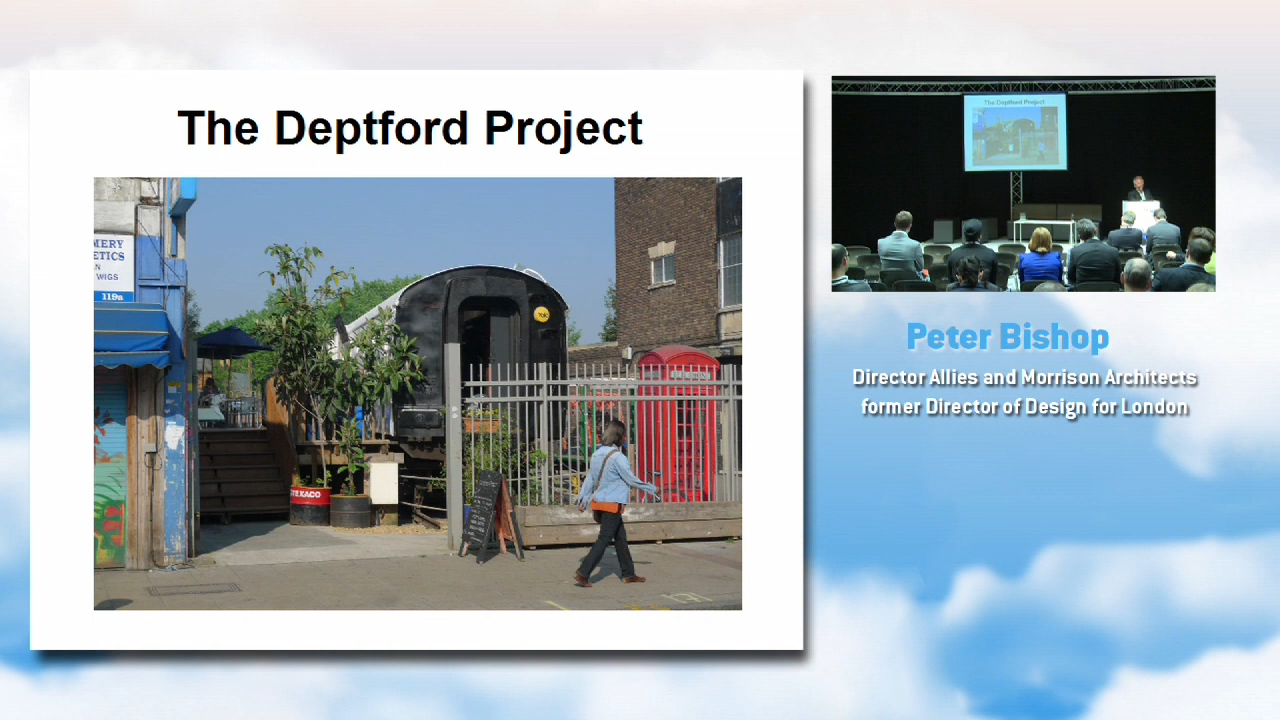 The Deptford Project
MERY
ETICS
N
WIGS
119a
TEXACO
The Deptford Project
Peter Bishop
Director Allies and Morrison Architects
former Director of Design for London